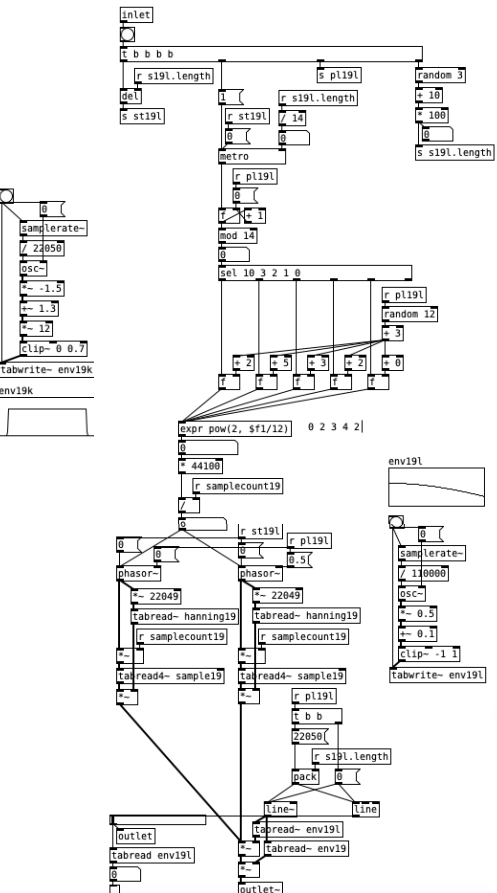 inlet
t b b b b
r s19l.length
del
s st19l
1
r st19l
0
metro
r s19l.length
/ 14
0
s pl19l
random 3
+ 10
* 100
0
s s19l.length
r pl19l
0
f
+ 1
mod 14
0
sel 10 3 2 1 0
0
samplerate~
/ 22050
osc~
*~ -1.5
+~ 1.3
*~ 12
clip~ 0 0.7
tabwrite~ env19k
env19k
r pl19l
random 12
+ 3
+ 2
+ 5
+ 3
+ 2
+ 0
f
f
f
f
f
expr pow(2, $f1/12)
0 2 3 4 2
0
* 44100
r samplecount19
/
0
r st19l
0
0
0
r pl19l
0.5
phasor~
phasor~
*~ 22049
*~ 22049
tabread~ hanning19
tabread~ hanning19
r samplecount19
r samplecount19
*~
*~
tabread4~ sample19
tabread4~ sample19
*~
*~
env19l
0
samplerate~
/ 110000
osc~
*~ 0.5
+~ 0.1
clip~ -1 1
tabwrite~ env19l
r pl19l
t b b
22050
r s19l.length
pack
0
line~
line
outlet
tabread env19l
0
tabread~ env19l
*~
tabread~ env19
*~
outlet~